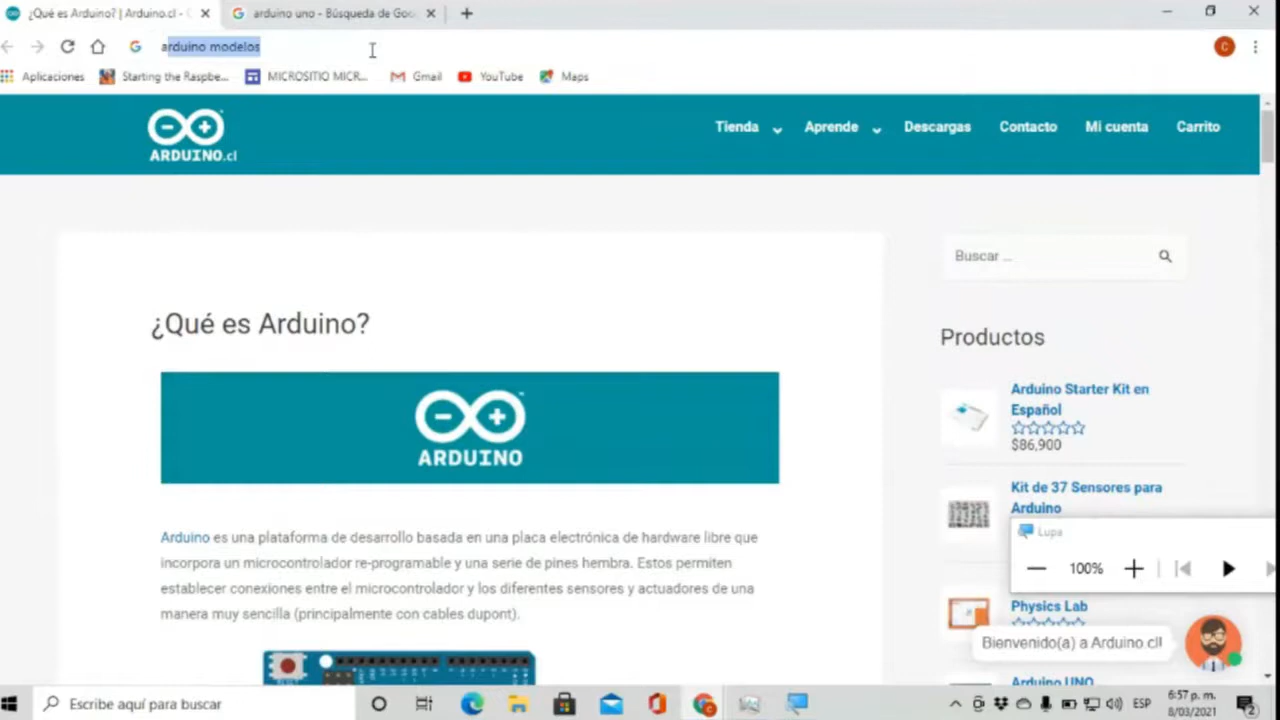 ¿Qué es Arduino? | Arduino.cl - C
arduino uno - Búsqueda de Goo
arduino modelos
C
Aplicaciones
Starting the Raspbe...
MICROSITIO MICR...
Gmail
YouTube
Maps
ARDUINO.cl
Tienda
Aprende
Descargas
Contacto
Mi cuenta
Carrito
Buscar ...
¿Qué es Arduino?
Productos
ARDUINO
Arduino Starter Kit en
Español
$86,900
Kit de 37 Sensores para
Arduino
Lupa
100%
Arduino es una plataforma de desarrollo basada en una placa electrónica de hardware libre que
incorpora un microcontrolador re-programable y una serie de pines hembra. Estos permiten
establecer conexiones entre el microcontrolador y los diferentes sensores y actuadores de una
manera muy sencilla (principalmente con cables dupont).
Physics Lab
Bienvenido(a) a Arduino.cl!
Arduino UNO
Escribe aquí para buscar
ESP
6:57 p. m.
8/03/2021
2